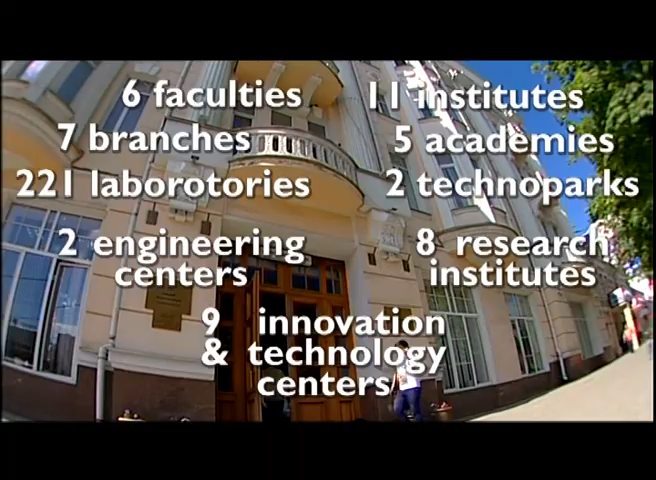 6 faculties
11 institutes
7 branches
5 academies
221 laborotories
2 technoparks
2 engineering
centers
8 research
institutes
9 innovation
& technology
centers